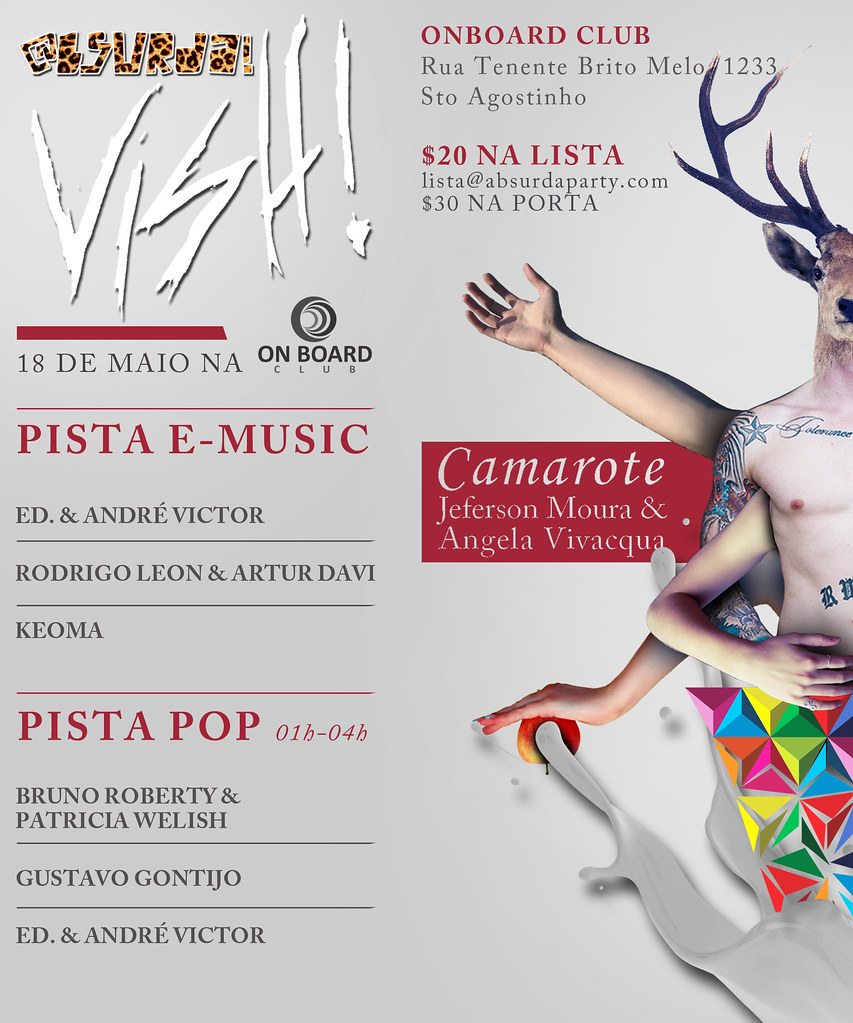 @bsurda!
VISH!
18 DE MAIO NA
ON BOARD
CLUB
PISTA E-MUSIC
ED. & ANDRÉ VICTOR
RODRIGO LEON & ARTUR DAVI
KEOMA
PISTA POP 01h-04h
BRUNO ROBERTY &
PATRICIA WELISH
GUSTAVO GONTIJO
ED. & ANDRÉ VICTOR
ONBOARD CLUB
Rua Tenente Brito Melo, 1233
Sto Agostinho
$20 NA LISTA
lista@absurdaparty.com
$30 NA PORTA
Camarote
Jeferson Moura &
Angela Vivacqua
Tolerance